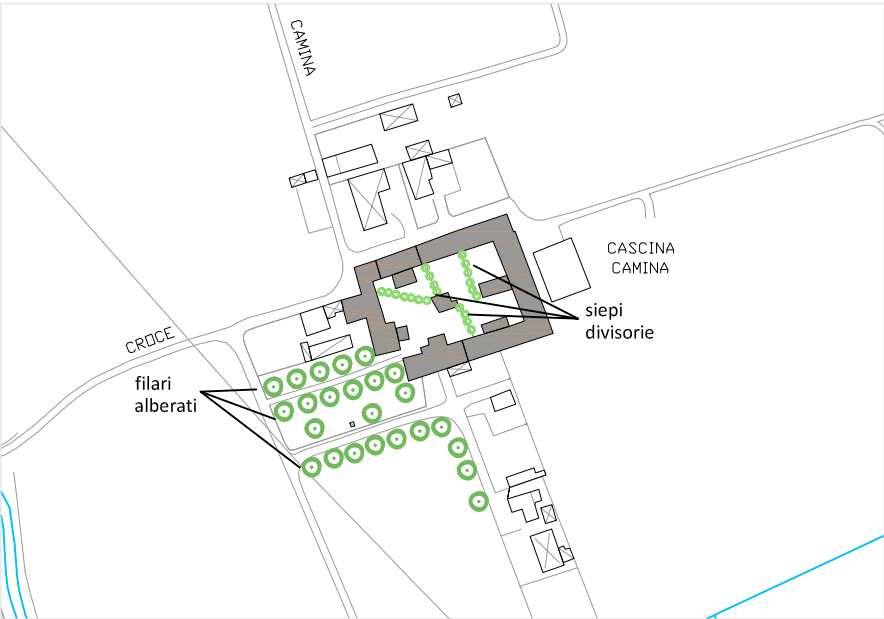 CAMINA
CASCINA
CAMINA
siepi
divisorie
CROCE
filari
alberati